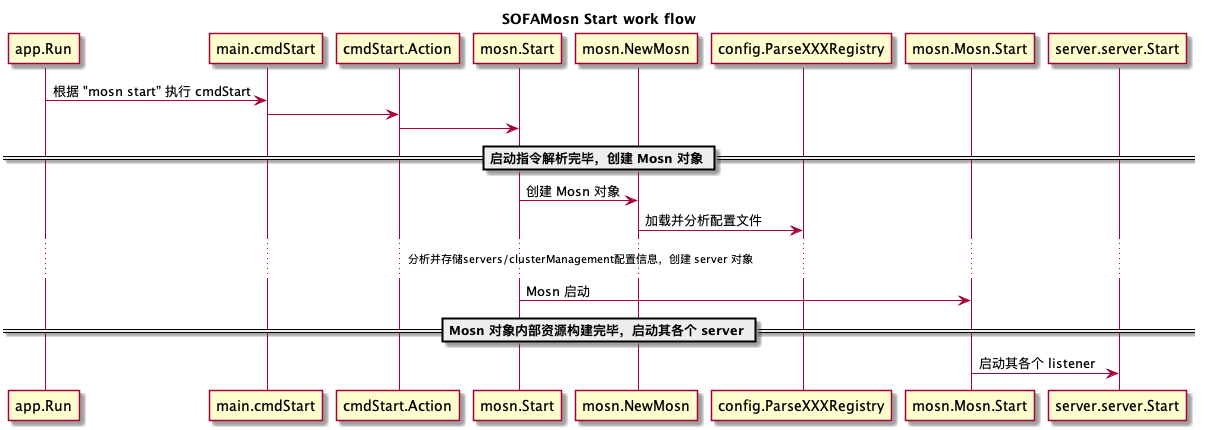 SOFAMosn Start work flow
app.Run
main.cmdStart
cmdStart.Action
mosn.Start
mosn.NewMosn
config.ParseXXXRegistry
mosn.Mosn.Start
server.server.Start
根据 "mosn start" 执行 cmdStart
启动指令解析完毕，创建 Mosn 对象
创建 Mosn 对象
加载并分析配置文件
分析并存储servers/clusterManagement配置信息，创建 server 对象
Mosn 启动
Mosn 对象内部资源构建完毕，启动其各个 server
启动其各个 listener
app.Run
main.cmdStart
cmdStart.Action
mosn.Start
mosn.NewMosn
config.ParseXXXRegistry
mosn.Mosn.Start
server.server.Start